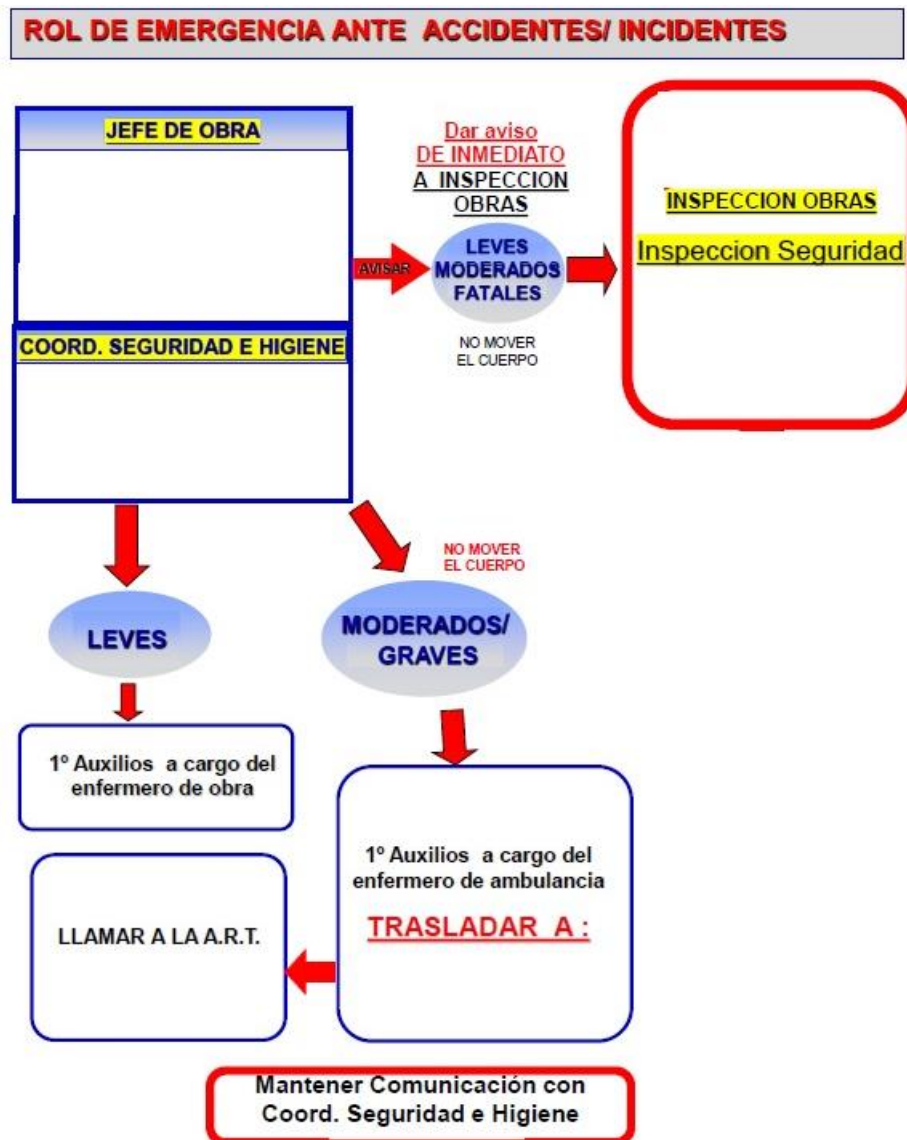 ROL DE EMERGENCIA ANTE ACCIDENTES/ INCIDENTES
JEFE DE OBRA
Dar aviso
DE INMEDIATO
A INSPECCION
OBRAS
INSPECCION OBRAS
Inspeccion Seguridad
AVISAR
LEVES
MODERADOS
FATALES
NO MOVER
EL CUERPO
COORD. SEGURIDAD E HIGIENE
NO MOVER
EL CUERPO
LEVES
MODERADOS/
GRAVES
1º Auxilios a cargo del
enfermero de obra
1º Auxilios a cargo del
enfermero de ambulancia
TRASLADAR A :
LLAMAR A LA A.R.T.
Mantener Comunicación con
Coord. Seguridad e Higiene